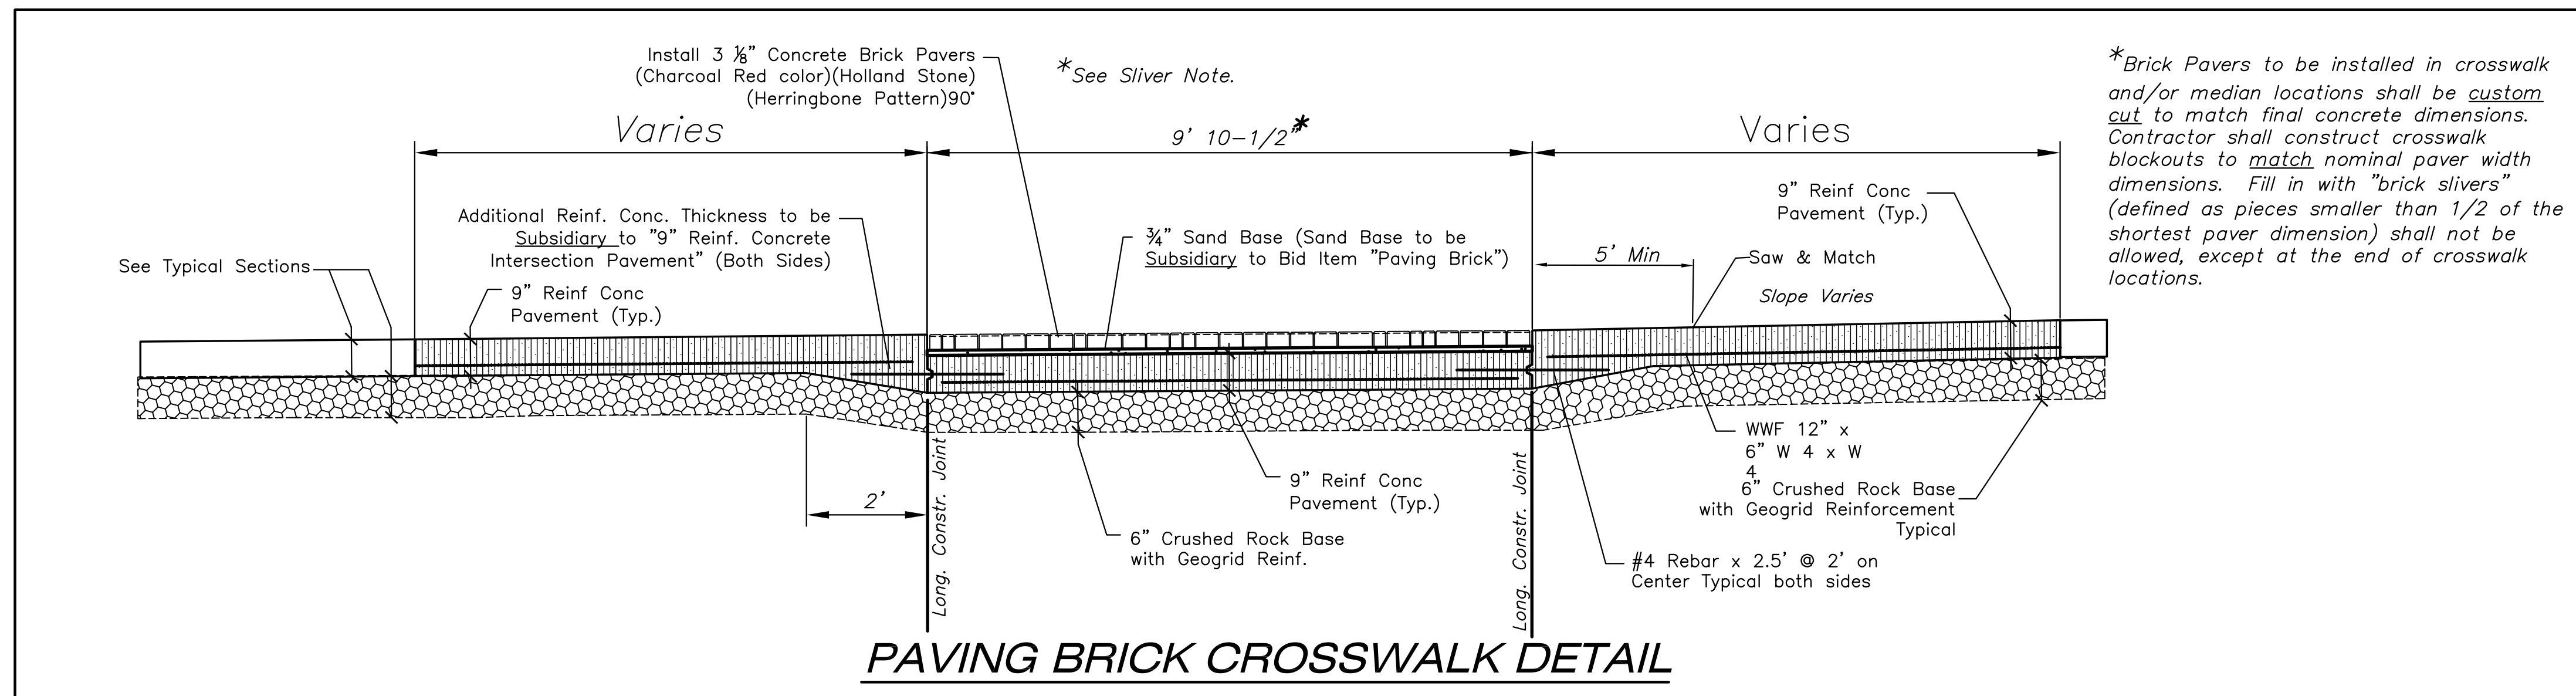 Install 3 ⅛" Concrete Brick Pavers
(Charcoal Red color)(Holland Stone)
(Herringbone Pattern)90°
*See Sliver Note.
*Brick Pavers to be installed in crosswalk
and/or median locations shall be custom
cut to match final concrete dimensions.
Contractor shall construct crosswalk
blockouts to match nominal paver width
dimensions. Fill in with "brick slivers"
(defined as pieces smaller than 1/2 of the
shortest paver dimension) shall not be
allowed, except at the end of crosswalk
locations.
Varies
9' 10-1/2"*
Varies
Additional Reinf. Conc. Thickness to be
Subsidiary to "9" Reinf. Concrete
Intersection Pavement" (Both Sides)
¾" Sand Base (Sand Base to be
Subsidiary to Bid Item "Paving Brick")
9" Reinf Conc
Pavement (Typ.)
5' Min
Saw & Match
Slope Varies
See Typical Sections
9" Reinf Conc
Pavement (Typ.)
2'
Long. Constr. Joint
6" Crushed Rock Base
with Geogrid Reinf.
9" Reinf Conc
Pavement (Typ.)
Long. Constr. Joint
WWF 12" x
6" W 4 x W
4
6" Crushed Rock Base
with Geogrid Reinforcement
Typical
#4 Rebar x 2.5' @ 2' on
Center Typical both sides
PAVING BRICK CROSSWALK DETAIL